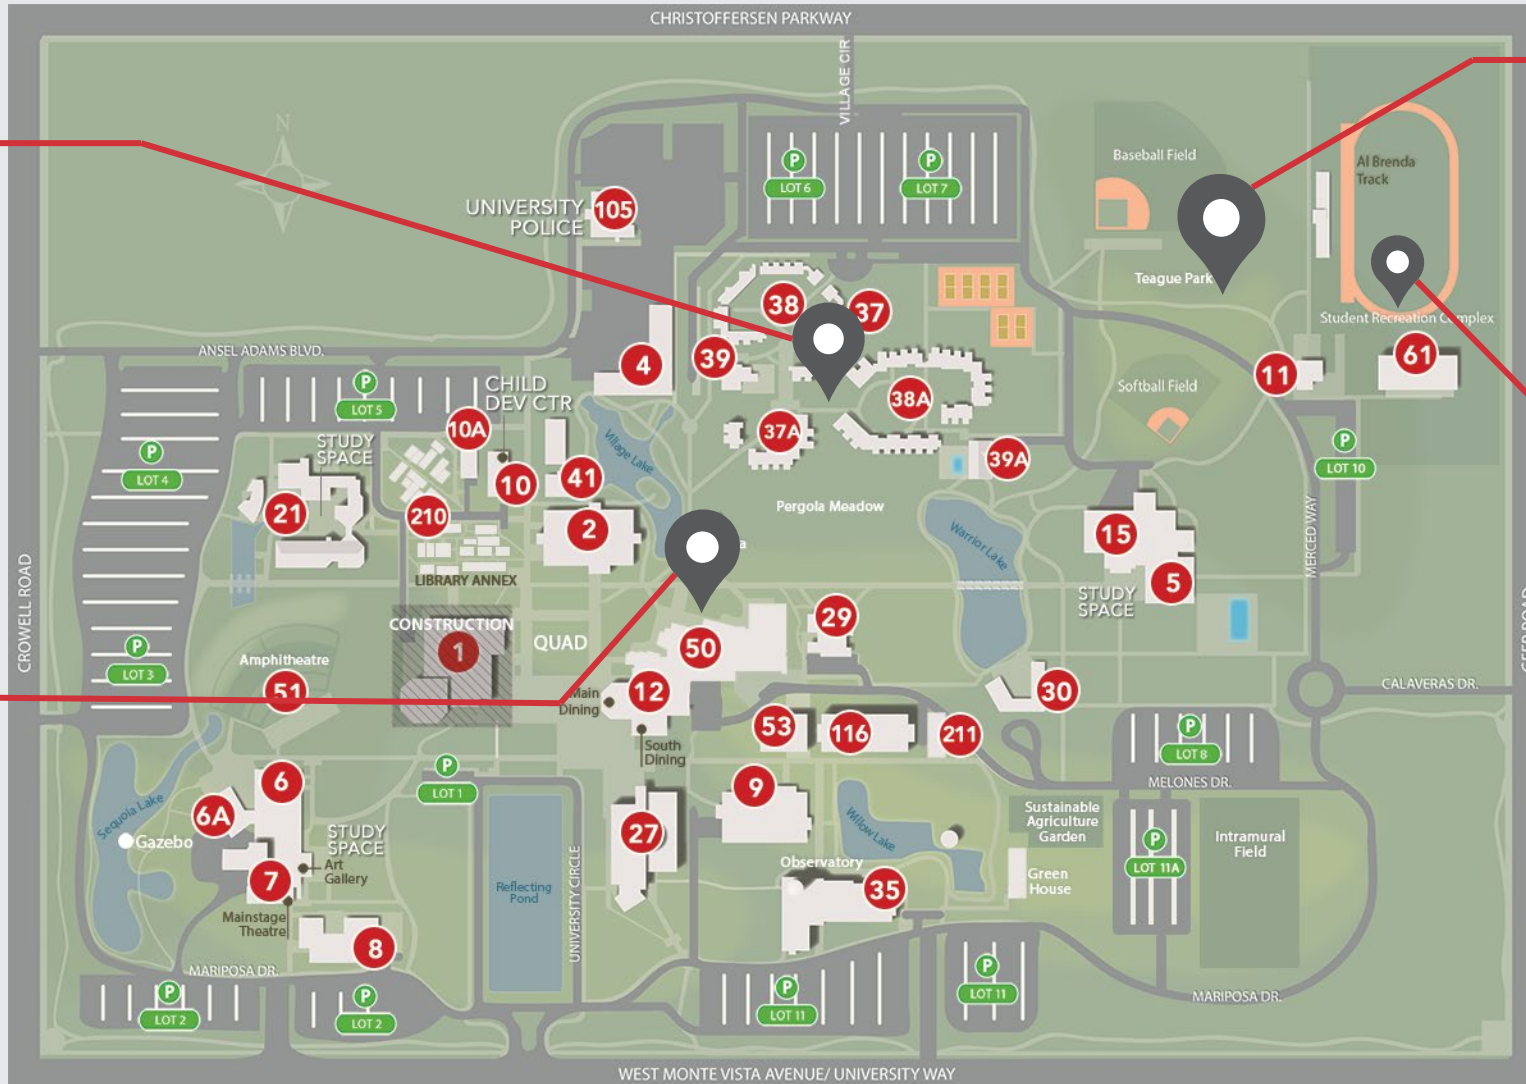 CHRISTOFFERSEN PARKWAY
VILLAGE CIR
N
Baseball Field
Al Brenda
Track
P
LOT 6
P
LOT 7
105
UNIVERSITY
POLICE
Teague Park
Student Recreation Complex
38
37
39
4
61
11
ANSEL ADAMS BLVD.
P
LOT 5
CHILD
DEV CTR
38A
Softball Field
37A
10A
STUDY
SPACE
Village Lake
39A
P
LOT 10
P
LOT 4
10
41
21
210
2
Pergola Meadow
15
Warrior Lake
MERCED WAY
a
LIBRARY ANNEX
5
STUDY
SPACE
CROWELL ROAD
CONSTRUCTION
1
QUAD
29
50
P
LOT 3
Amphitheatre
51
12
Main
Dining
30
CALAVERAS DR.
GEER ROAD
53
116
211
South
Dining
P
LOT 8
MELONES DR.
P
LOT 1
6
9
6A
Sequoia Lake
Gazebo
STUDY
SPACE
27
Willow Lake
Sustainable
Agriculture
Garden
P
LOT 11A
Intramural
Field
Art
Gallery
7
Observatory
35
Green
House
Reflecting
Pond
UNIVERSITY CIRCLE
Mainstage
Theatre
8
MARIPOSA DR.
P
LOT 2
P
LOT 2
P
LOT 11
P
LOT 11
MARIPOSA DR.
WEST MONTE VISTA AVENUE/ UNIVERSITY WAY